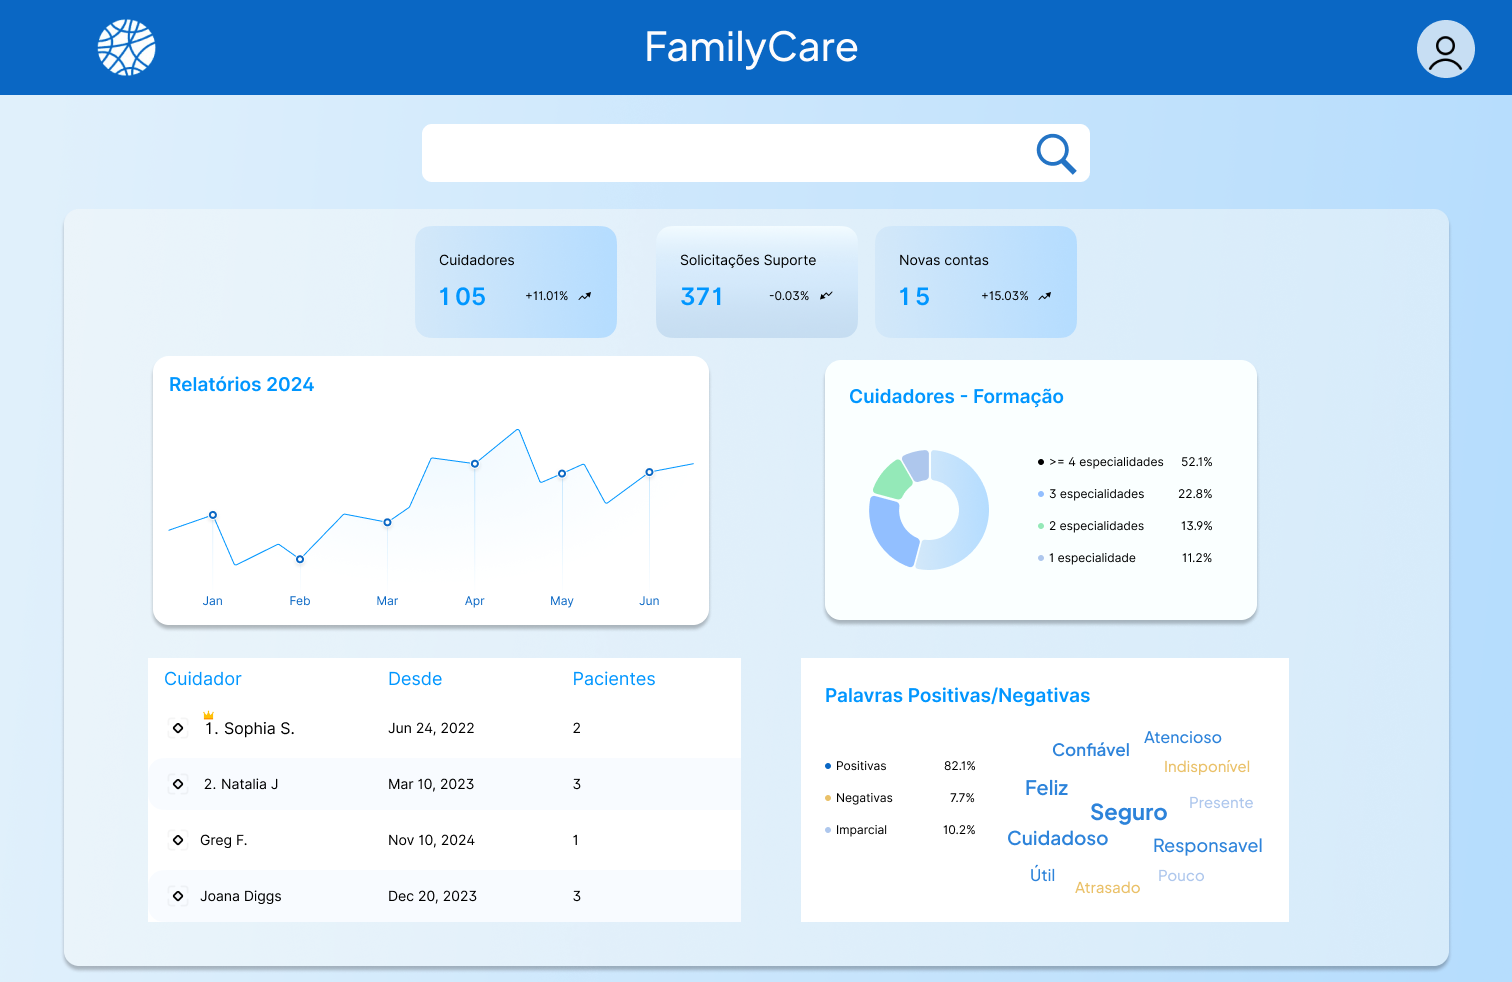 FamilyCare
Cuidadores
105 +11.01%
Solicitações Suporte
371 -0.03%
Novas contas
15 +15.03%
Relatórios 2024
Jan Feb Mar Apr May Jun
Cuidadores - Formação
>= 4 especialidades 52.1%
3 especialidades 22.8%
2 especialidades 13.9%
1 especialidade 11.2%
Cuidador Desde Pacientes
1. Sophia S. Jun 24, 2022 2
2. Natalia J Mar 10, 2023 3
Greg F. Nov 10, 2024 1
Joana Diggs Dec 20, 2023 3
Palavras Positivas/Negativas
Positivas 82.1%
Negativas 7.7%
Imparcial 10.2%
Atencioso
Confiável
Indisponível
Feliz
Presente
Seguro
Cuidadoso
Responsavel
Útil
Pouco
Atrasado